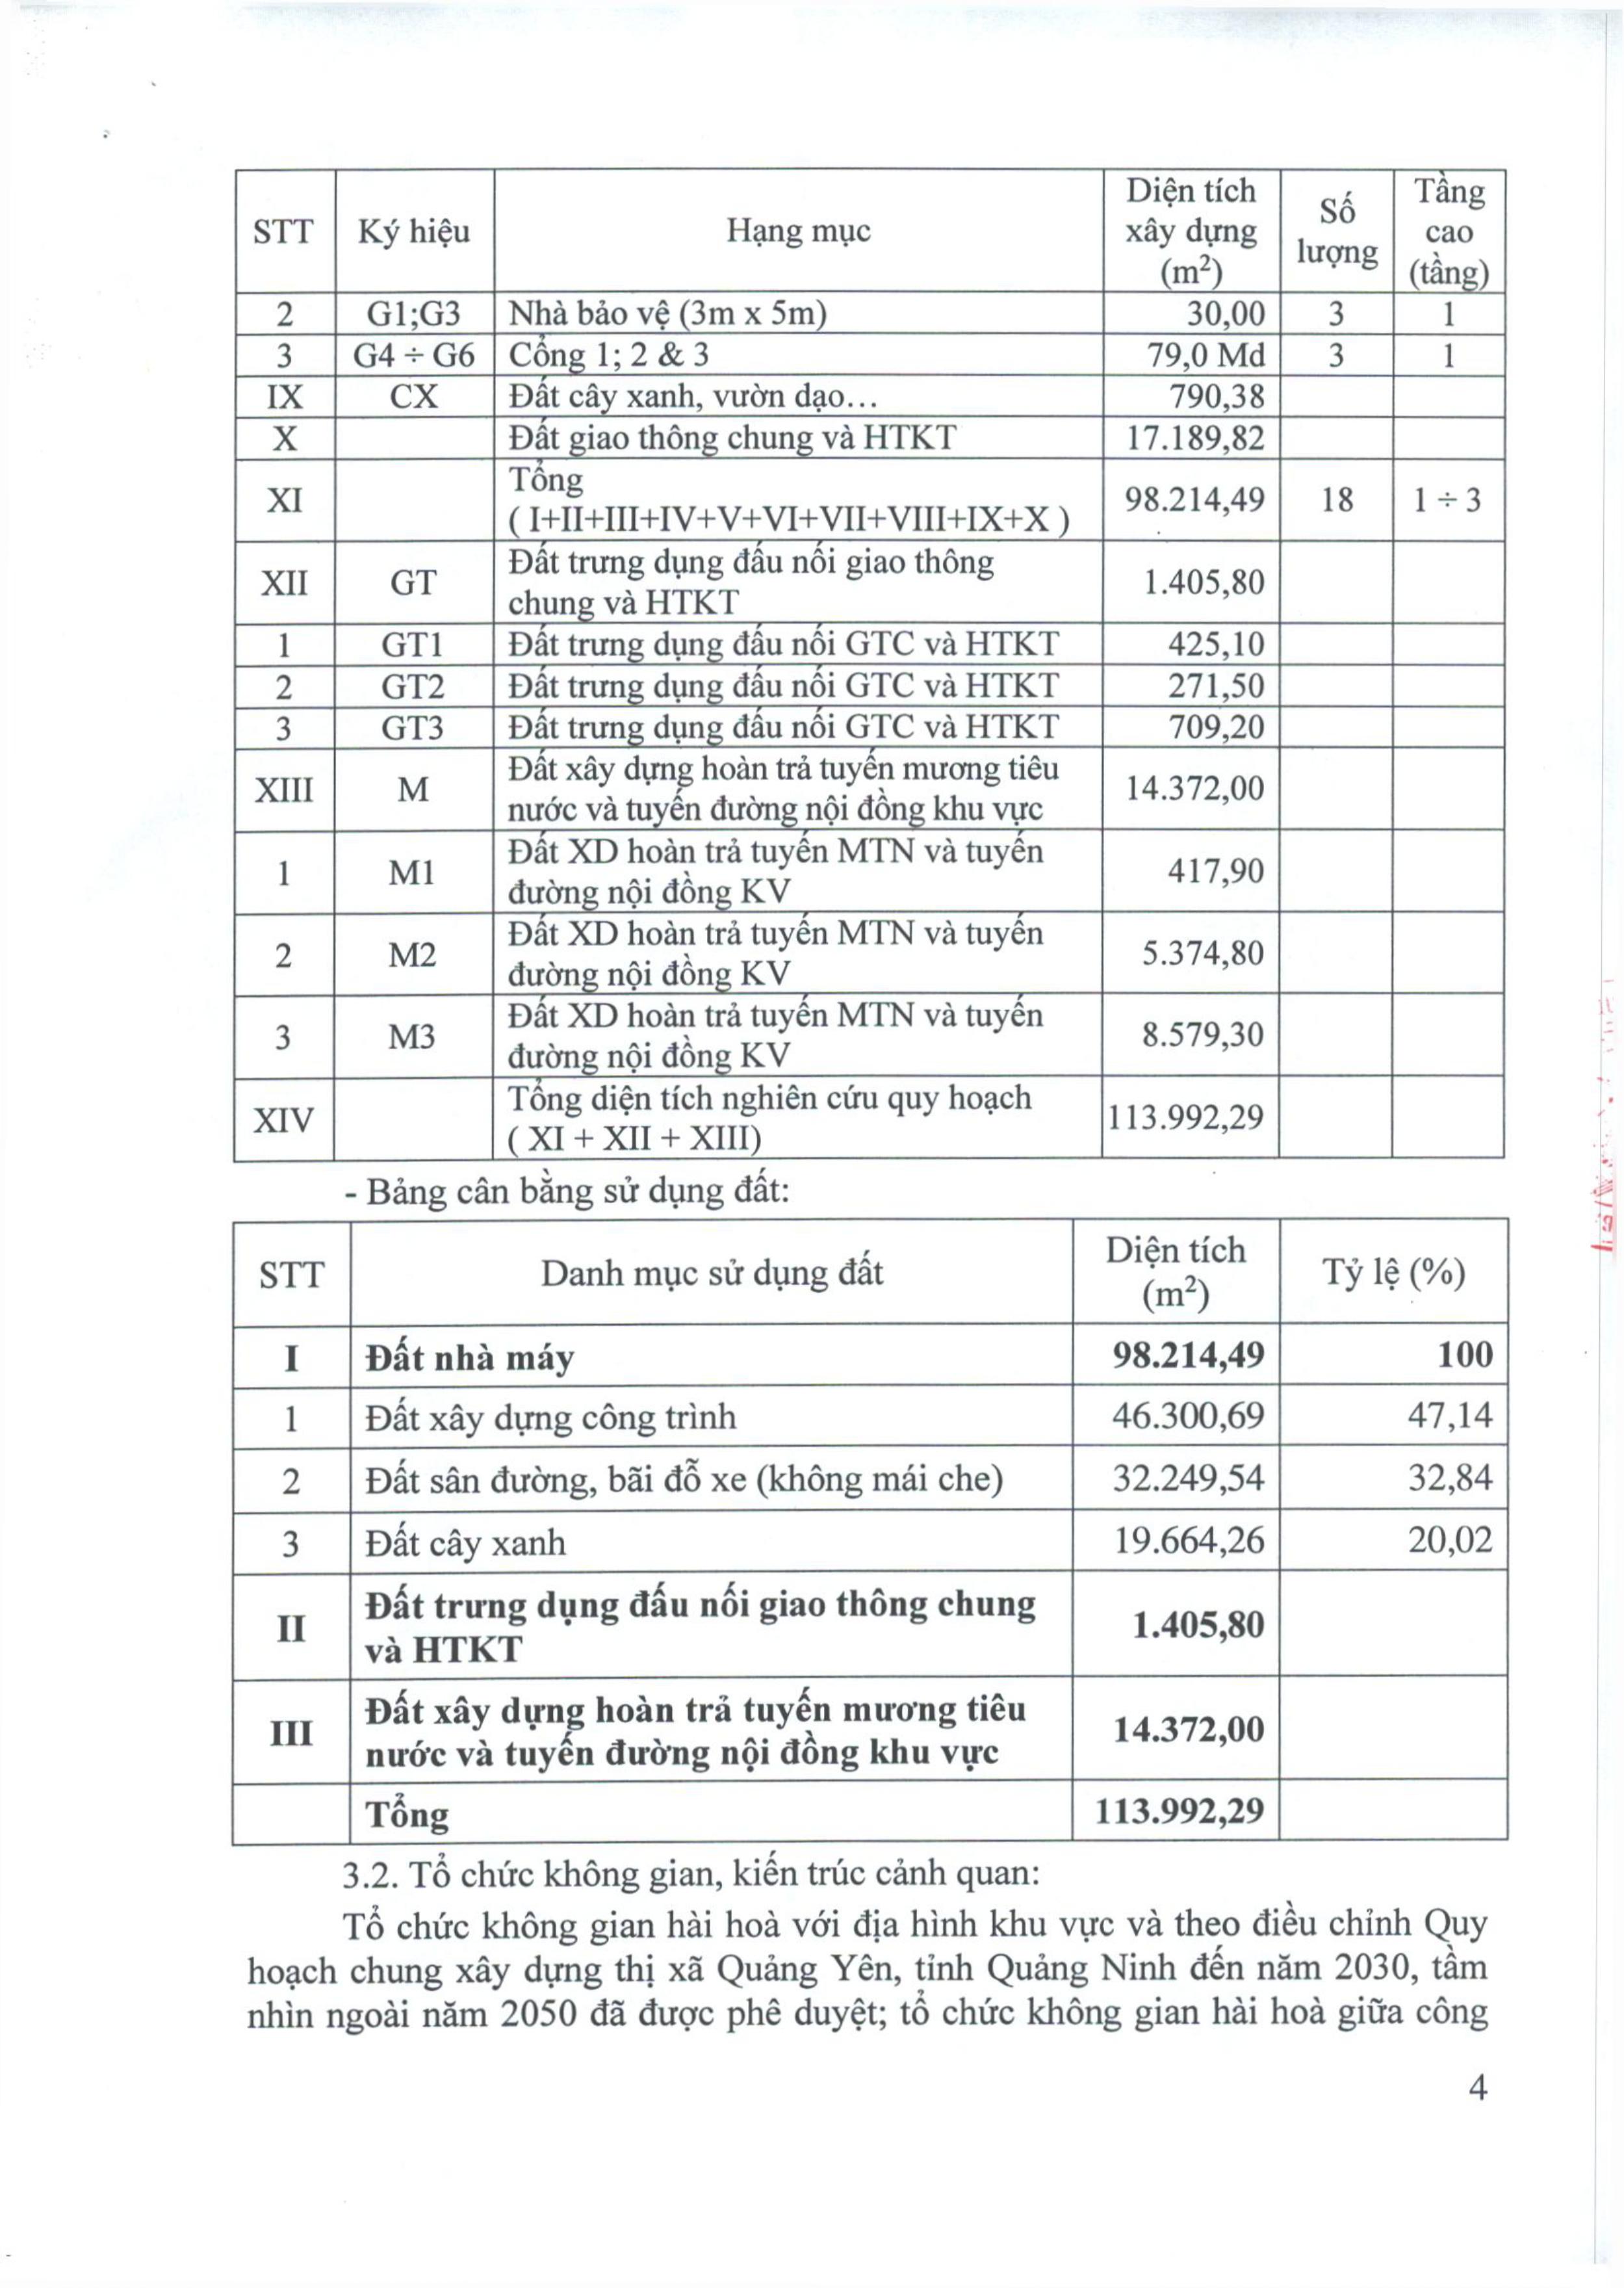 STT Ký hiệu Hạng mục Diện tích xây dựng (m²) Số lượng Tầng cao (tầng)
2 G1;G3 Nhà bảo vệ (3m x 5m) 30,00 3 1
3 G4 ÷ G6 Cổng 1; 2 & 3 79,0 Md 3 1
IX CX Đất cây xanh, vườn dạo... 790,38
X Đất giao thông chung và HTKT 17.189,82
XI Tổng
( I+II+III+IV+V+VI+VII+VIII+IX+X ) 98.214,49 18 1 ÷ 3
XII GT Đất trưng dụng đấu nối giao thông
chung và HTKT 1.405,80
1 GT1 Đất trưng dụng đấu nối GTC và HTKT 425,10
2 GT2 Đất trưng dụng đấu nối GTC và HTKT 271,50
3 GT3 Đất trưng dụng đấu nối GTC và HTKT 709,20
XIII M Đất xây dựng hoàn trả tuyến mương tiêu
nước và tuyến đường nội đồng khu vực 14.372,00
1 M1 Đất XD hoàn trả tuyến MTN và tuyến
đường nội đồng KV 417,90
2 M2 Đất XD hoàn trả tuyến MTN và tuyến
đường nội đồng KV 5.374,80
3 M3 Đất XD hoàn trả tuyến MTN và tuyến
đường nội đồng KV 8.579,30
XIV Tổng diện tích nghiên cứu quy hoạch
( XI + XII + XIII) 113.992,29
- Bảng cân bằng sử dụng đất:
STT Danh mục sử dụng đất Diện tích (m²) Tỷ lệ (%)
I Đất nhà máy 98.214,49 100
1 Đất xây dựng công trình 46.300,69 47,14
2 Đất sân đường, bãi đỗ xe (không mái che) 32.249,54 32,84
3 Đất cây xanh 19.664,26 20,02
II Đất trưng dụng đấu nối giao thông chung
và HTKT 1.405,80
III Đất xây dựng hoàn trả tuyến mương tiêu
nước và tuyến đường nội đồng khu vực 14.372,00
Tổng 113.992,29
3.2. Tổ chức không gian, kiến trúc cảnh quan:
Tổ chức không gian hài hoà với địa hình khu vực và theo điều chỉnh Quy
hoạch chung xây dựng thị xã Quảng Yên, tỉnh Quảng Ninh đến năm 2030, tầm
nhìn ngoài năm 2050 đã được phê duyệt; tổ chức không gian hài hoà giữa công
4